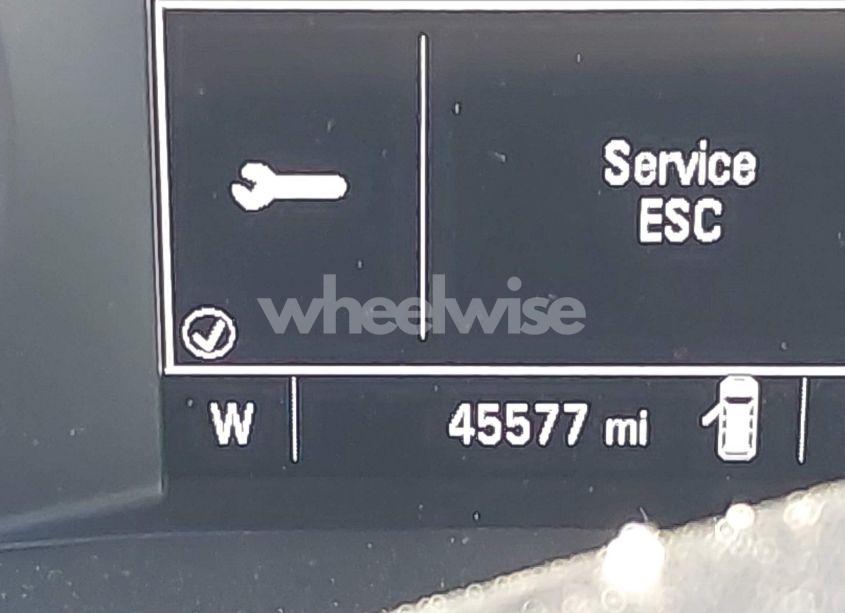 Service
ESC
wheelwise
W
45577 mi